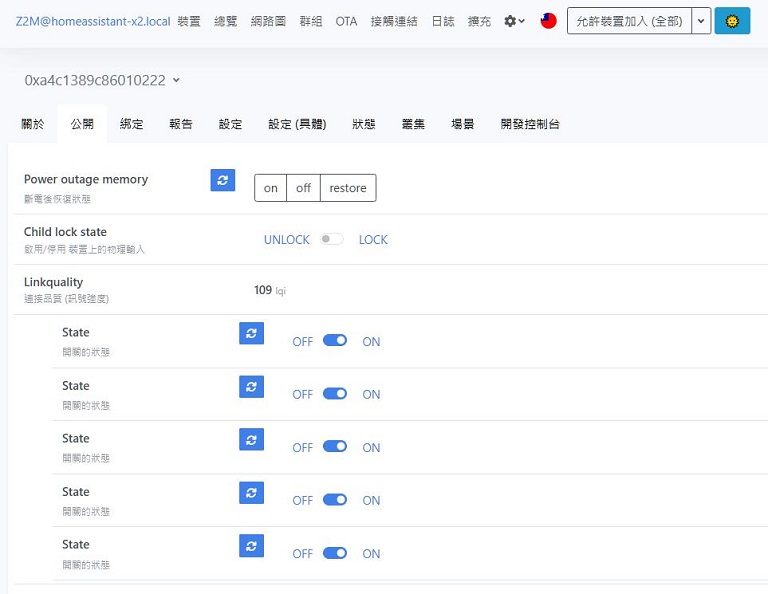 Z2M@homeassistant-x2.local 裝置 總覽 網路圖 群組 OTA 接觸連結 日誌 擴充 允許裝置加入 (全部)
0xa4c1389c86010222
關於 公開 綁定 報告 設定 設定 (具體) 狀態 叢集 場景 開發控制台
Power outage memory on off restore
斷電後恢復狀態
Child lock state UNLOCK LOCK
啟用/停用 裝置上的物理輸入
Linkquality 109 lqi
連接品質 (訊號強度)
State OFF ON
開關的狀態
State OFF ON
開關的狀態
State OFF ON
開關的狀態
State OFF ON
開關的狀態
State OFF ON
開關的狀態